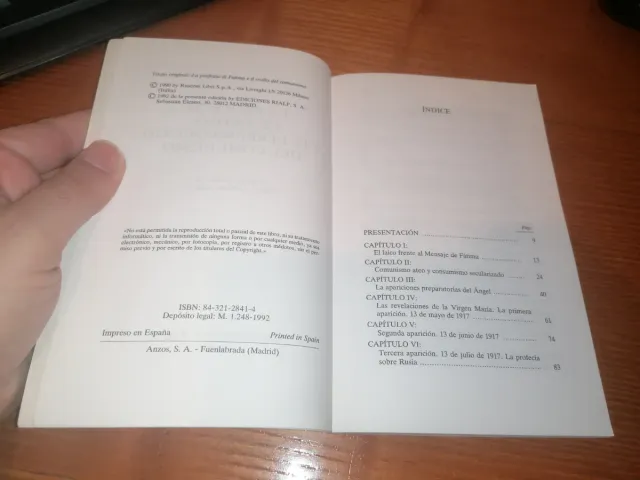 Título original: «La profezia di Fatima e il crollo del comunismo»
© 1990 by Rusconi Libri S.p.A., via Livraghi 1/b 20126 Milano
(Italia)
© 1992 de la presente edición by EDICIONES RIALP, S. A.
Sebastián Elcano, 30. 28012 MADRID.
«No está permitida la reproducción total o parcial de este libro, ni su tratamiento
informático, ni la transmisión de ninguna forma o por cualquier medio, ya sea
electrónico, mecánico, por fotocopia, por registro u otros métodos, sin el per-
miso previo y por escrito de los titulares del Copyright.»
ISBN: 84-321-2841-4
Depósito legal: M. 1.248-1992
Impreso en España
Printed in Spain
Anzos, S. A. - Fuenlabrada (Madrid)
ÍNDICE
Pág.
PRESENTACIÓN 9
CAPÍTULO I:
El laico frente al Mensaje de Fátima 13
CAPÍTULO II:
Comunismo ateo y consumismo secularizado 24
CAPÍTULO III:
La apariciones preparatorias del Ángel 40
CAPÍTULO IV:
Las revelaciones de la Virgen María. La primera
aparición. 13 de mayo de 1917 61
CAPÍTULO V:
Segunda aparición. 13 de junio de 1917 74
CAPÍTULO VI:
Tercera aparición. 13 de julio de 1917. La profecía
sobre Rusia 83